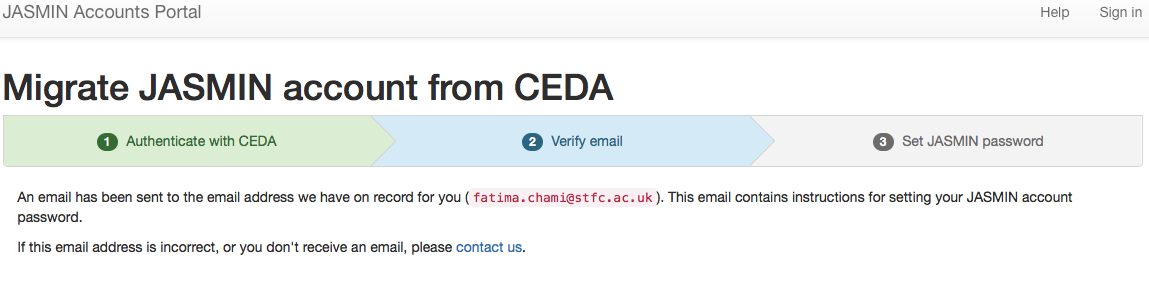 JASMIN Accounts Portal Help Sign in
Migrate JASMIN account from CEDA
1 Authenticate with CEDA 2 Verify email 3 Set JASMIN password
An email has been sent to the email address we have on record for you ( fatima.chami@stfc.ac.uk ). This email contains instructions for setting your JASMIN account
password.
If this email address is incorrect, or you don't receive an email, please contact us.